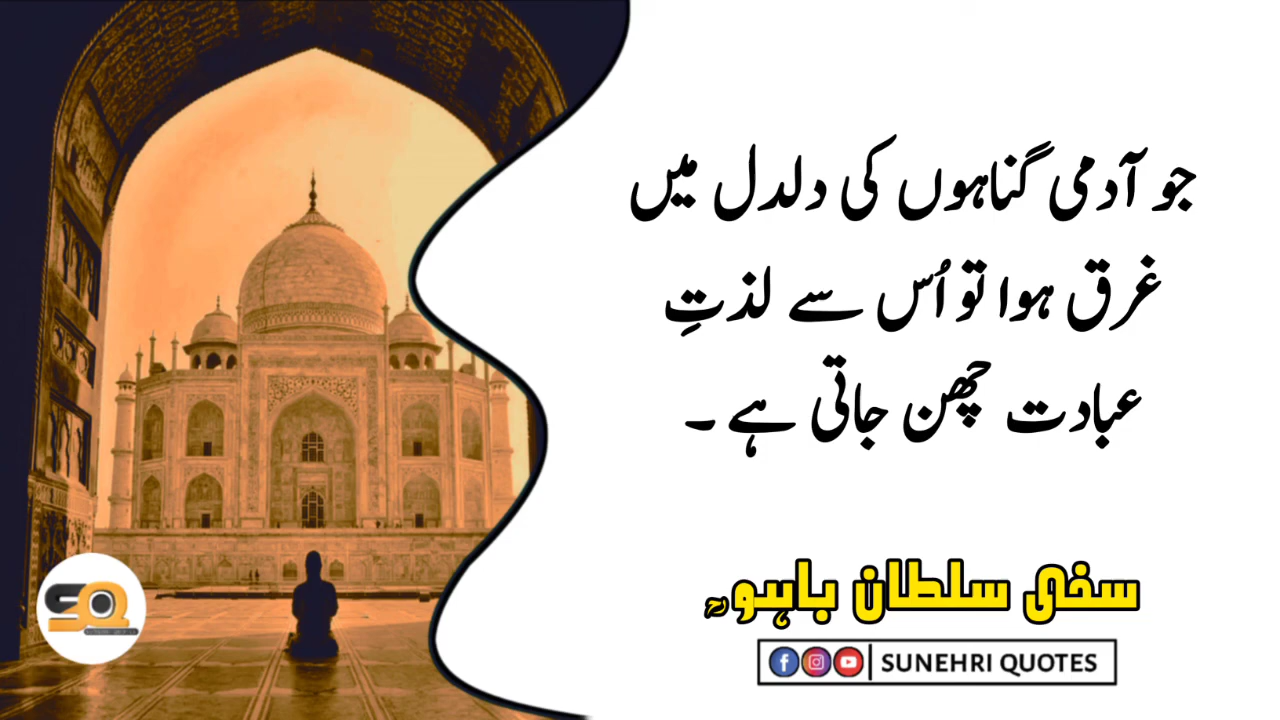 جو آدمی گناہوں کی دلدل میں
غرق ہوا تو اُس سے لذتِ
عبادت چھن جاتی ہے ۔
سخی سلطان باہوؒ
SUNEHRI QUOTES
SQ